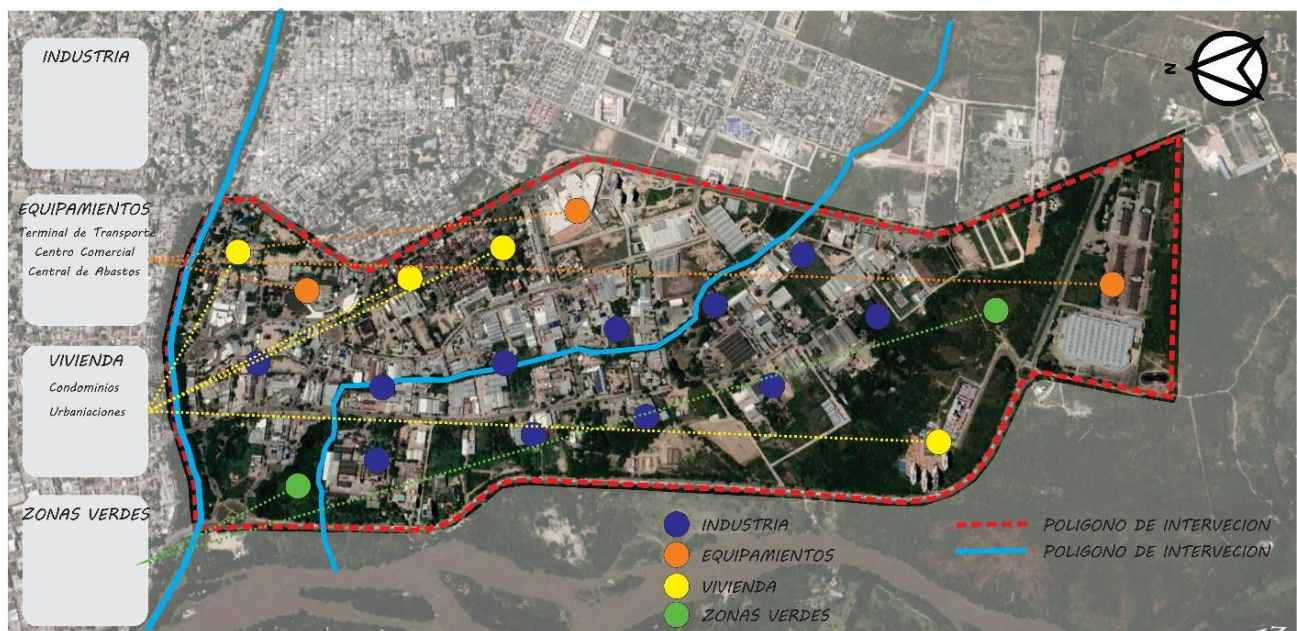 INDUSTRIA
EQUIPAMIENTOS
Terminal de Transporte
Centro Comercial
Central de Abastos
VIVIENDA
Condominios
Urbaniaciones
ZONAS VERDES
N
INDUSTRIA
EQUIPAMIENTOS
VIVIENDA
ZONAS VERDES
POLIGONO DE INTERVECION
POLIGONO DE INTERVECION